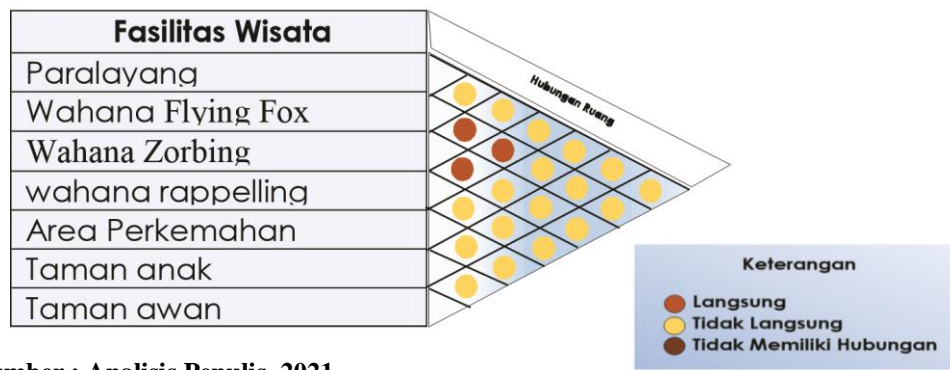 Fasilitas Wisata
Hubungan Ruang
Paralayang
Wahana Flying Fox
Wahana Zorbing
wahana rappelling
Area Perkemahan
Taman anak
Taman awan
Keterangan
Langsung
Tidak Langsung
Tidak Memiliki Hubungan